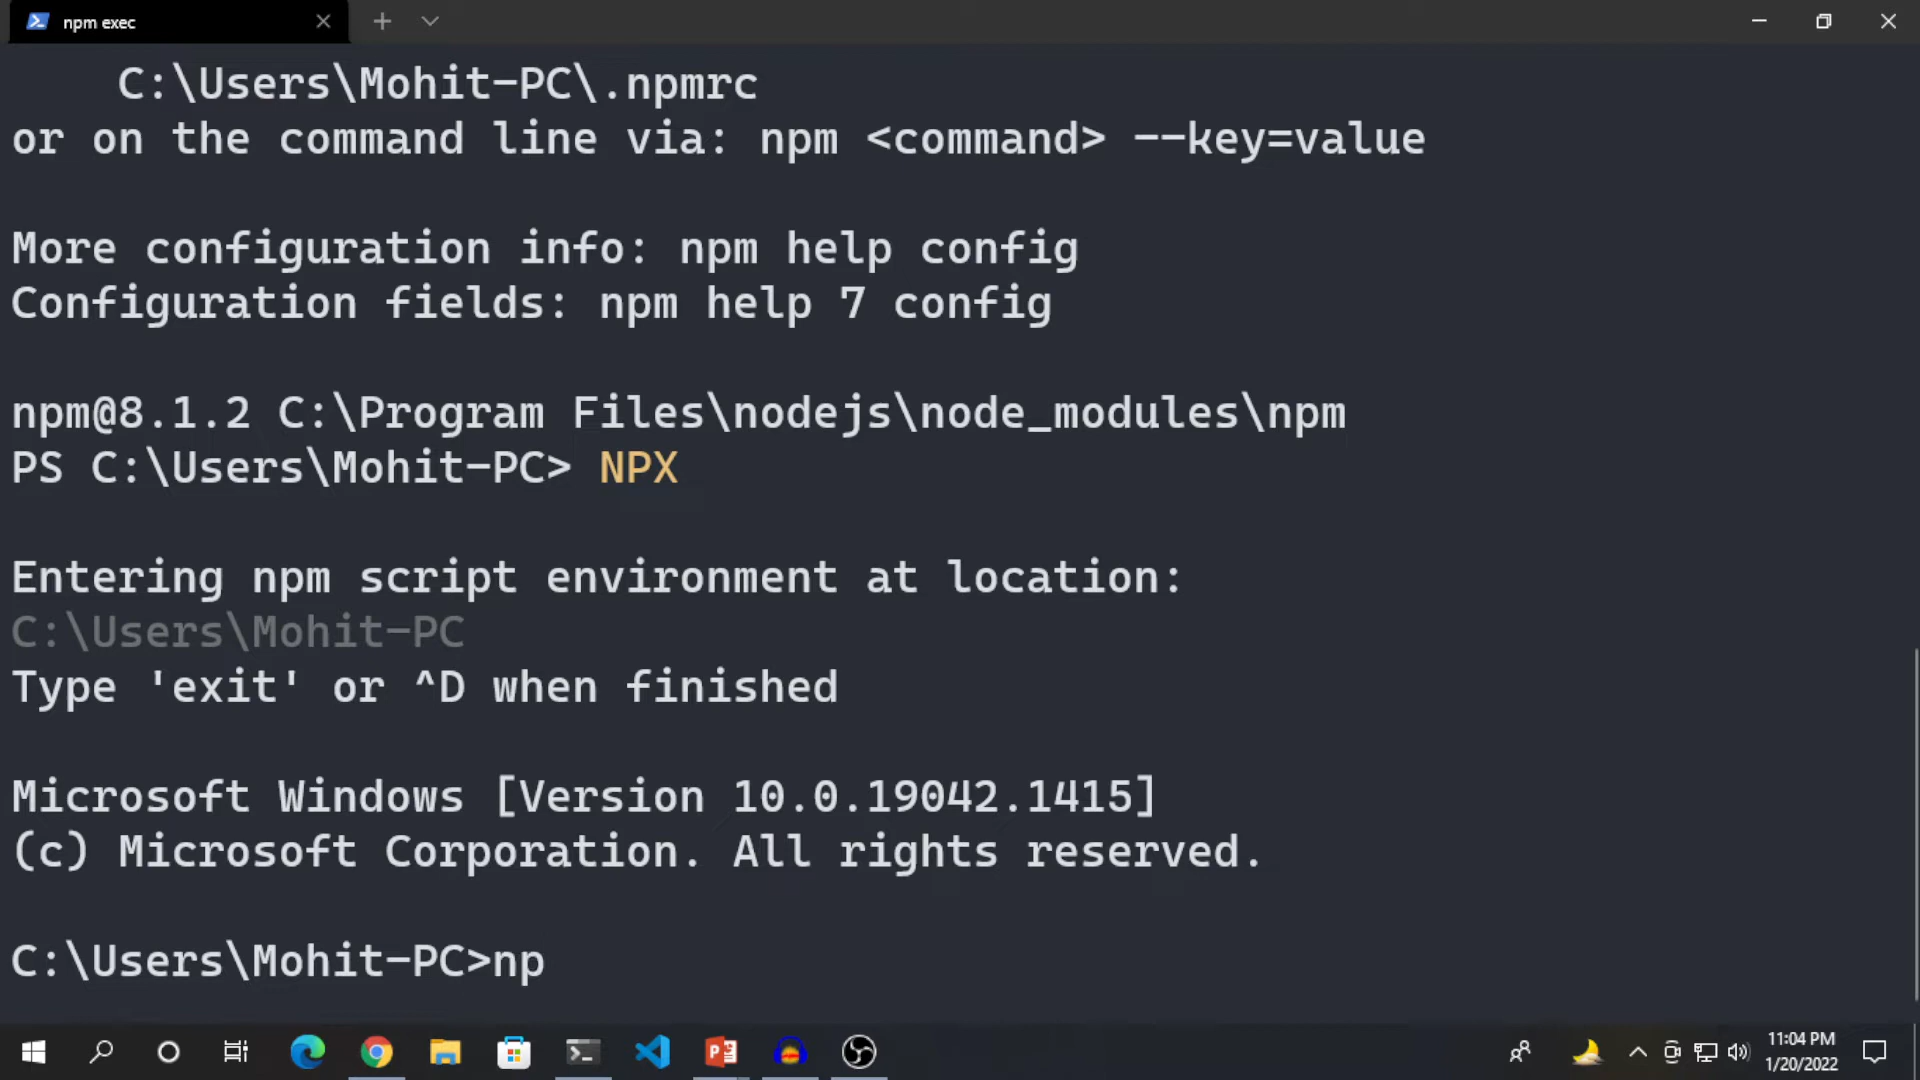 npm exec
C:\Users\Mohit-PC\.npmrc
or on the command line via: npm <command> --key=value
More configuration info: npm help config
Configuration fields: npm help 7 config
npm@8.1.2 C:\Program Files\nodejs\node_modules\npm
PS C:\Users\Mohit-PC> NPX
Entering npm script environment at location:
C:\Users\Mohit-PC
Type 'exit' or ^D when finished
Microsoft Windows [Version 10.0.19042.1415]
(c) Microsoft Corporation. All rights reserved.
C:\Users\Mohit-PC>np
11:04 PM
1/20/2022